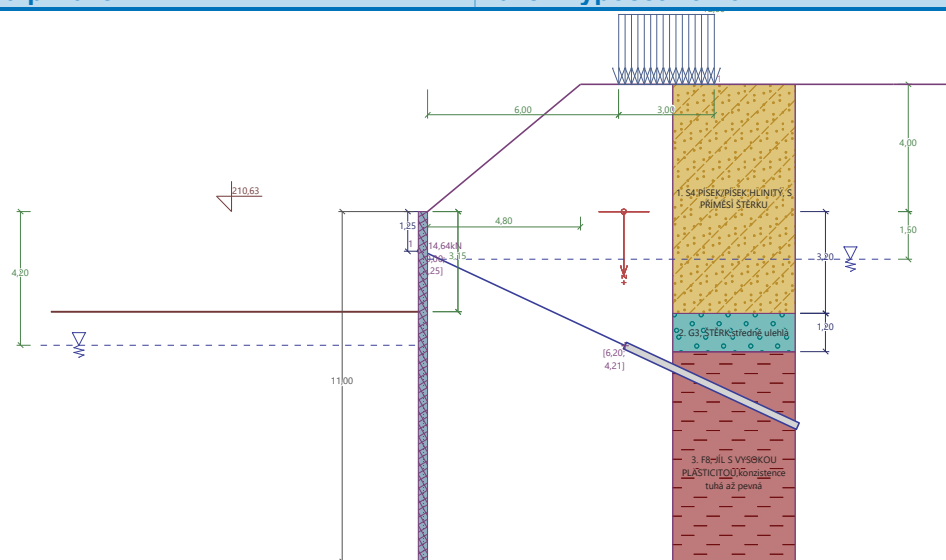 6,00
3,00
4,00
1. S4 PÍSEK/PÍSEK HLINITÝ, S
PŘÍMĚSÍ ŠTĚRKU
210,63
4,80
1,25
1,50
1
14,64kN
3,15
3,20
,25]
4,20
+z
2. G3, ŠTĚRK středně ulehlá
1,20
[6,20;
4,21]
11,00
3. F8, JÍL S VYSOKOU
PLASTICITOU,konzistence
tuhá až pevná